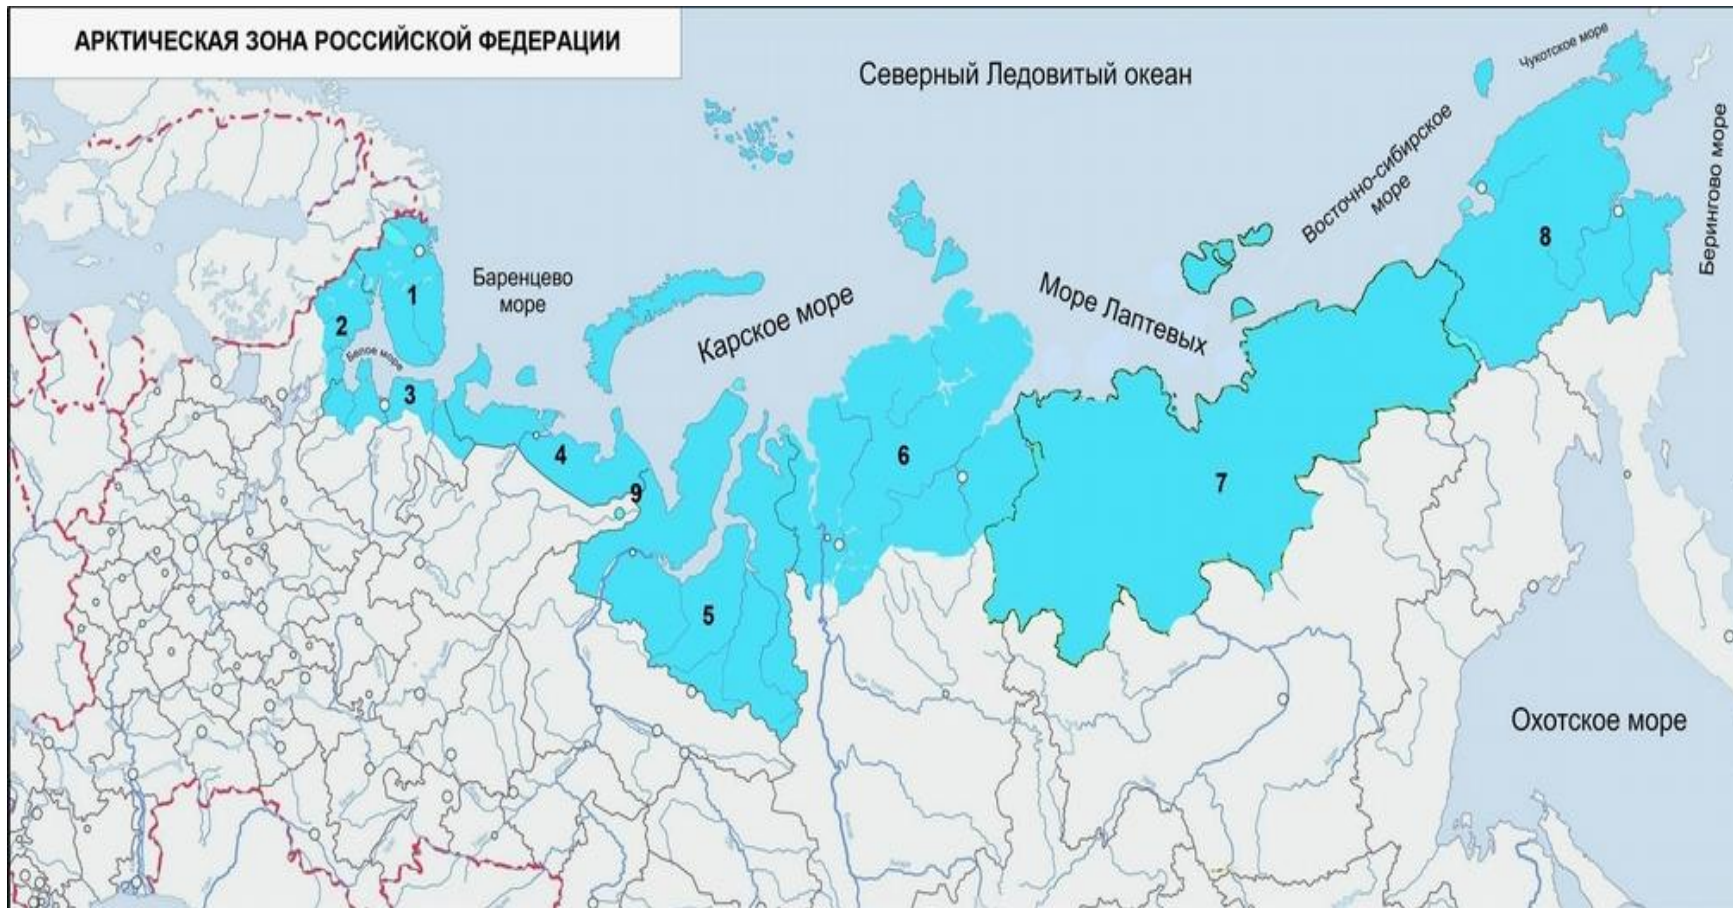 АРКТИЧЕСКАЯ ЗОНА РОССИЙСКОЙ ФЕДЕРАЦИИ
Северный Ледовитый океан
Чукотское море
Восточно-сибирское
море
Берингово море
Баренцево
море
Карское море
Море Лаптевых
Белое море
1
2
3
4
5
6
7
8
9
Охотское море